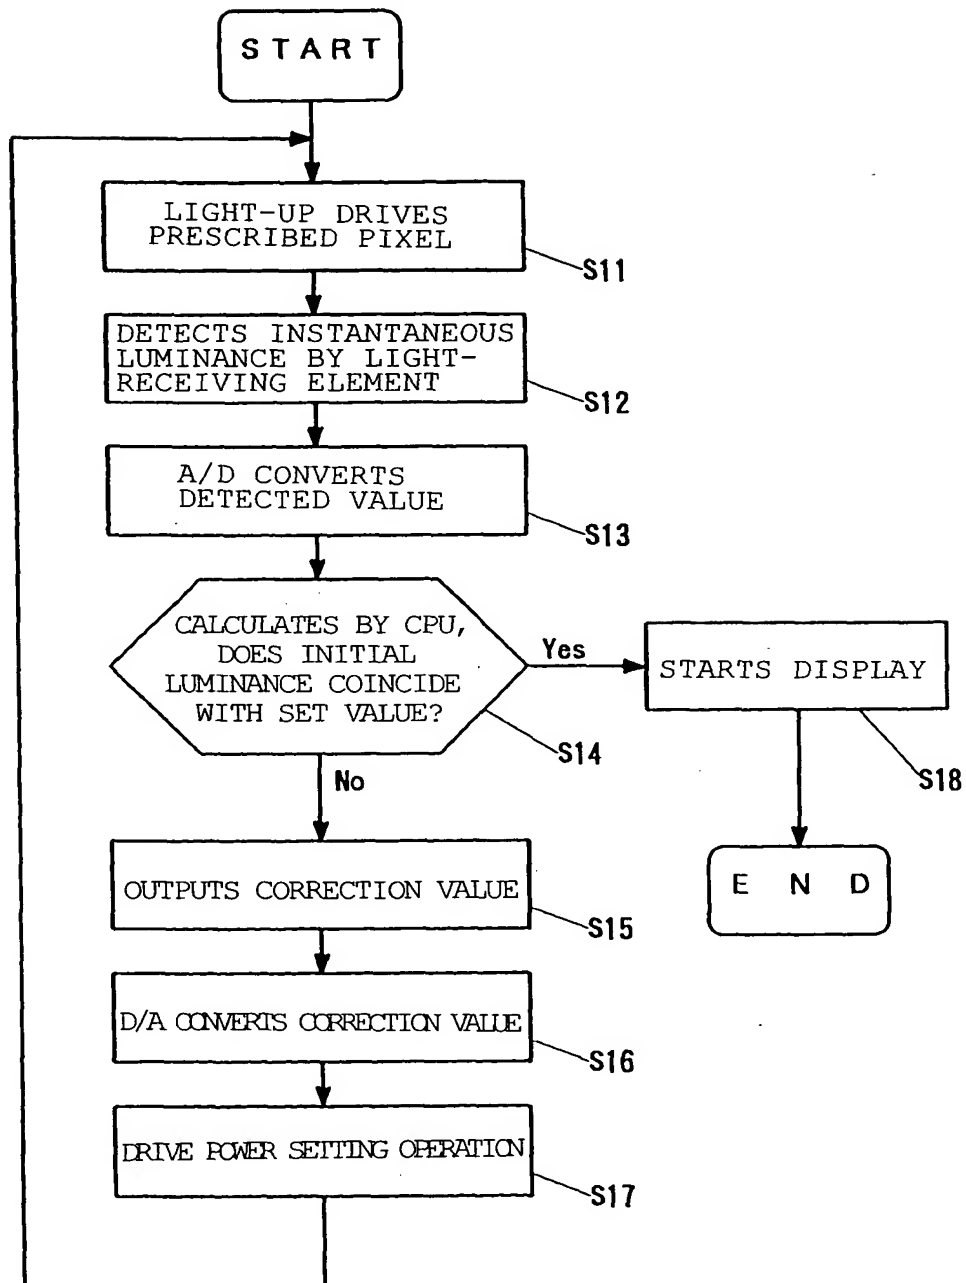 START
LIGHT-UP DRIVES
PRESCRIBED PIXEL
S11
DETECTS INSTANTANEOUS
LUMINANCE BY LIGHT-
RECEIVING ELEMENT
S12
A/D CONVERTS
DETECTED VALUE
S13
CALCULATES BY CPU,
DOES INITIAL
LUMINANCE COINCIDE
WITH SET VALUE?
S14
Yes
STARTS DISPLAY
S18
END
No
OUTPUTS CORRECTION VALUE
S15
D/A CONVERTS CORRECTION VALUE
S16
DRIVE POWER SETTING OPERATION
S17